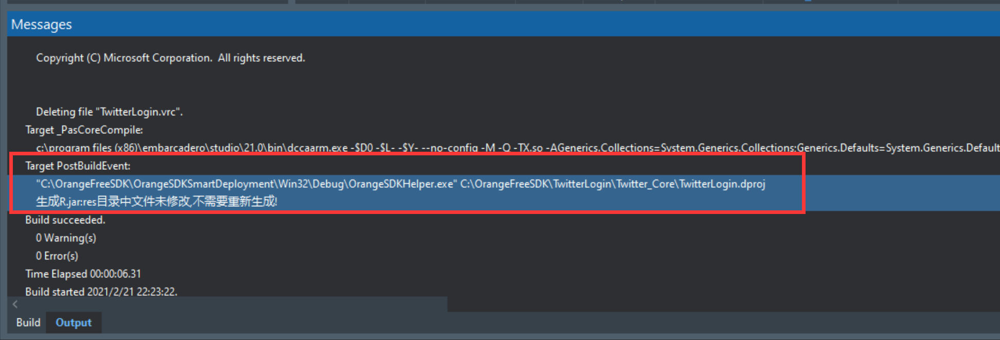 Messages
Copyright (C) Microsoft Corporation.  All rights reserved.
Deleting file "TwitterLogin.vrc".
Target _PasCoreCompile:
c:\program files (x86)\embarcadero\studio\21.0\bin\dccaarm.exe -$D0 -$L- -$Y- --no-config -M -Q -TX.so -AGenerics.Collections=System.Generics.Collections;Generics.Defaults=System.Generics.Default
Target PostBuildEvent:
"C:\OrangeFreeSDK\OrangeSDKSmartDeployment\Win32\Debug\OrangeSDKHelper.exe" C:\OrangeFreeSDK\TwitterLogin\Twitter_Core\TwitterLogin.dproj
生成R.jar:res目录中文件未修改,不需要重新生成!
Build succeeded.
0 Warning(s)
0 Error(s)
Time Elapsed 00:00:06.31
Build started 2021/2/21 22:23:22.
Build Output